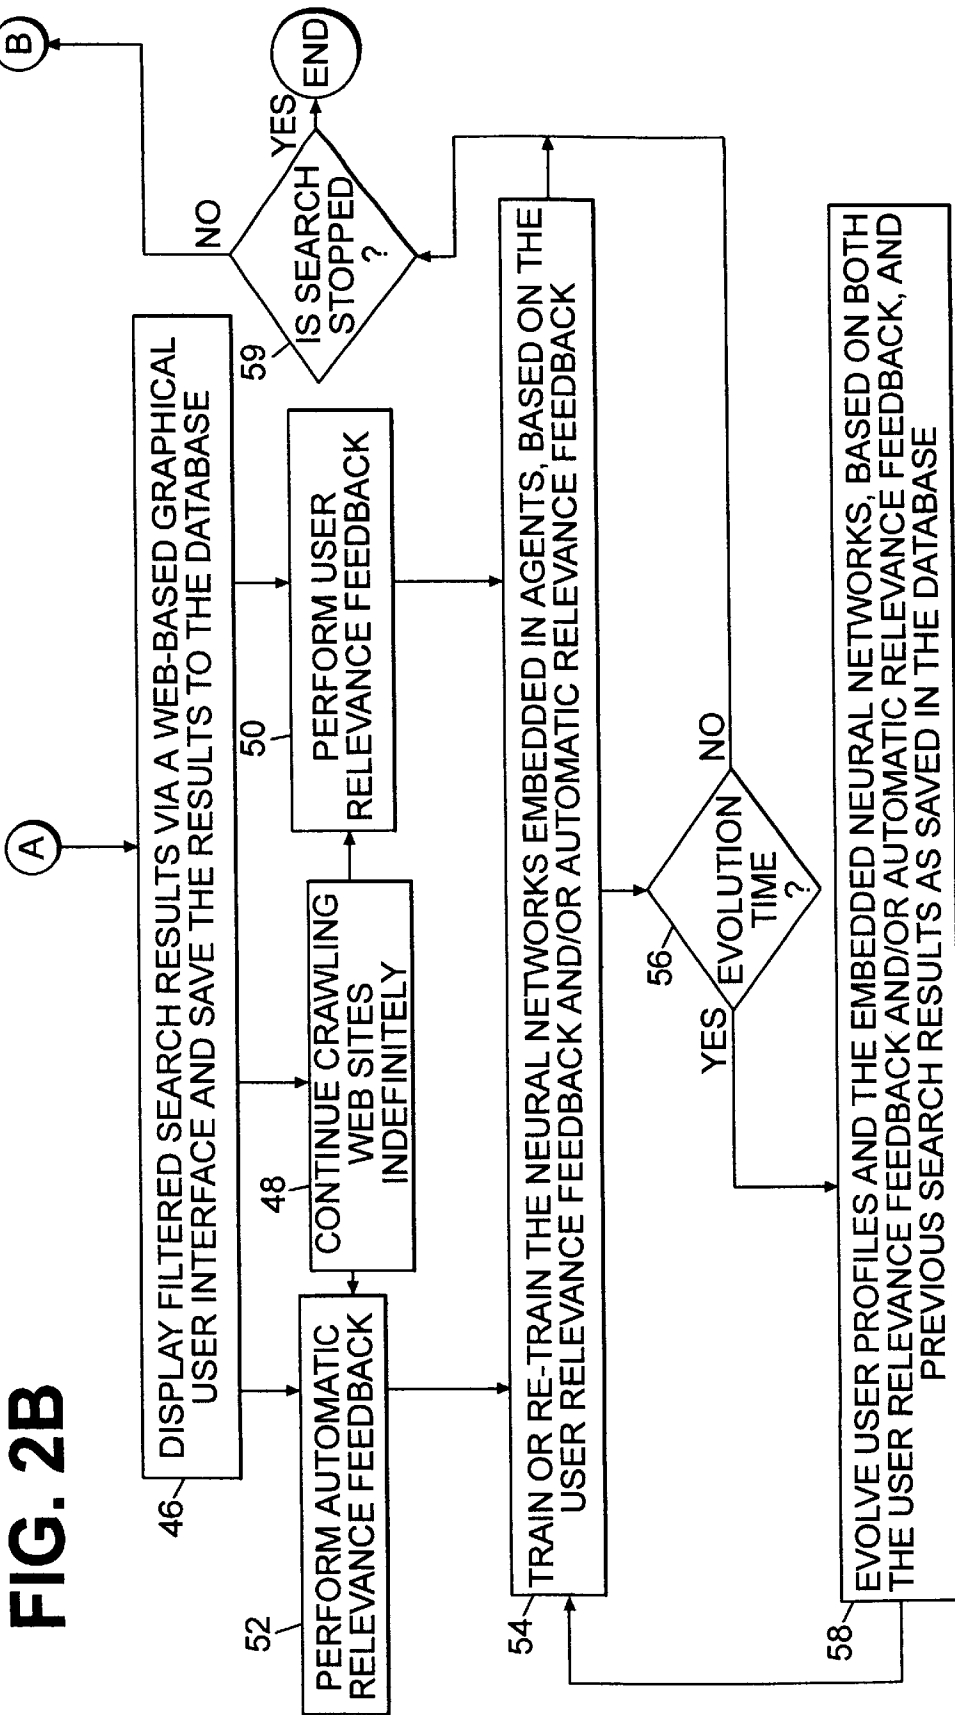 FIG. 2B
A
B
46
DISPLAY FILTERED SEARCH RESULTS VIA A WEB-BASED GRAPHICAL
USER INTERFACE AND SAVE THE RESULTS TO THE DATABASE
52
PERFORM AUTOMATIC
RELEVANCE FEEDBACK
48
CONTINUE CRAWLING
WEB SITES
INDEFINITELY
50
PERFORM USER
RELEVANCE FEEDBACK
59
IS SEARCH
STOPPED
?
NO
YES
END
54
TRAIN OR RE-TRAIN THE NEURAL NETWORKS EMBEDDED IN AGENTS, BASED ON THE
USER RELEVANCE FEEDBACK AND/OR AUTOMATIC RELEVANCE FEEDBACK
56
EVOLUTION
TIME
?
YES
NO
58
EVOLVE USER PROFILES AND THE EMBEDDED NEURAL NETWORKS, BASED ON BOTH
THE USER RELEVANCE FEEDBACK AND/OR AUTOMATIC RELEVANCE FEEDBACK, AND
PREVIOUS SEARCH RESULTS AS SAVED IN THE DATABASE